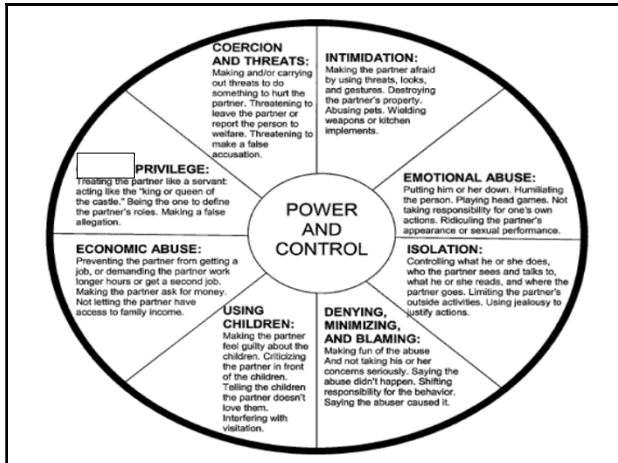 COERCION
AND THREATS:
Making and/or carrying
out threats to do
something to hurt the
partner. Threatening to
leave the partner or
report the person to
welfare. Threatening to
make a false
accusation.
INTIMIDATION:
Making the partner afraid
by using threats, looks,
and gestures. Destroying
the partner's property.
Abusing pets. Wielding
weapons or kitchen
implements.
PRIVILEGE:
Treating the partner like a servant:
acting like the "king or queen of
the castle." Being the one to define
the partner's roles. Making a false
allegation.
EMOTIONAL ABUSE:
Putting him or her down. Humiliating
the person. Playing head games. Not
taking responsibility for one's own
actions. Ridiculing the partner's
appearance or sexual performance.
POWER
AND
CONTROL
ECONOMIC ABUSE:
Preventing the partner from getting a
job, or demanding the partner work
longer hours or get a second job.
Making the partner ask for money.
Not letting the partner have
access to family income.
ISOLATION:
Controlling what he or she does,
who the partner sees and talks to,
what he or she reads, and where the
partner goes. Limiting the partner's
outside activities. Using jealousy to
justify actions.
USING
CHILDREN:
Making the partner
feel guilty about the
children. Criticizing
the partner in front
of the children.
Telling the children
the partner doesn't
love them.
Interfering with
visitation.
DENYING,
MINIMIZING,
AND BLAMING:
Making fun of the abuse
And not taking his or her
concerns seriously. Saying the
abuse didn't happen. Shifting
responsibility for the behavior.
Saying the abuser caused it.